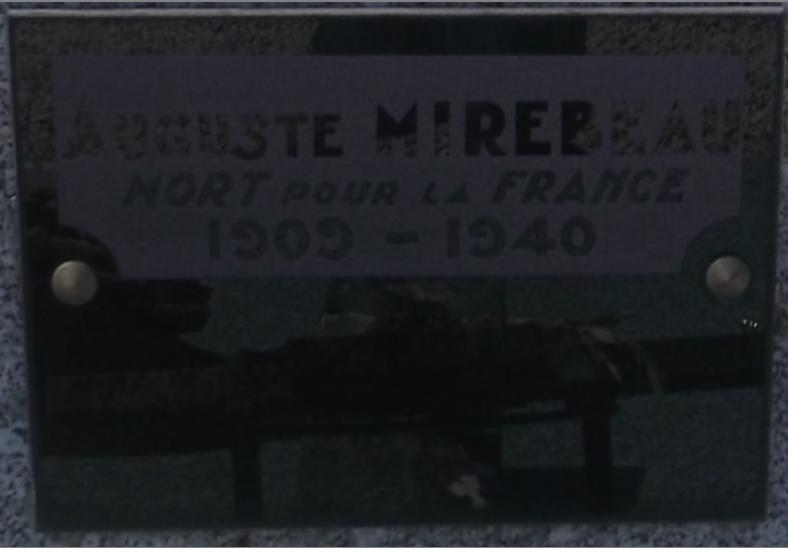 AUGUSTE MIREBEAU
MORT POUR LA FRANCE
1909 - 1940